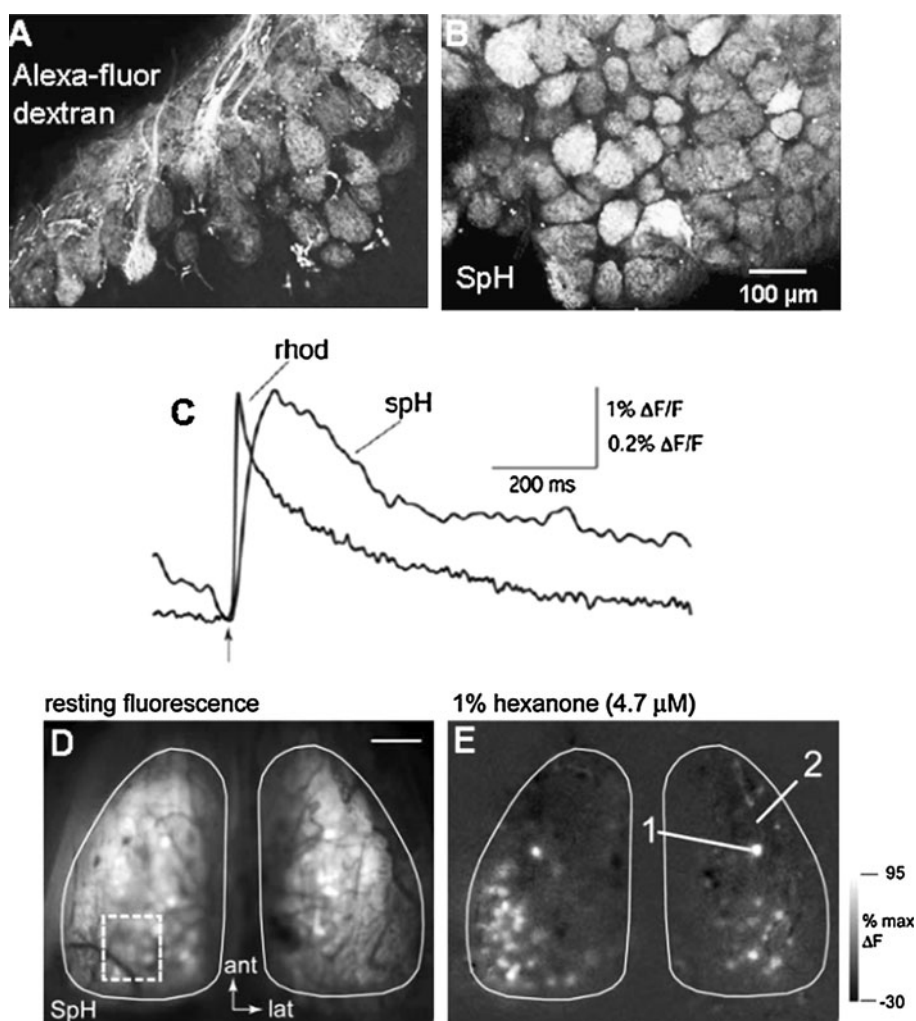 A
Alexa-fluor
dextran
B
SpH
100 µm
C
rhod
spH
1% ΔF/F
0.2% ΔF/F
200 ms
resting fluorescence
1% hexanone (4.7 µM)
D
ant
lat
SpH
E
1
2
95
% max
ΔF
-30